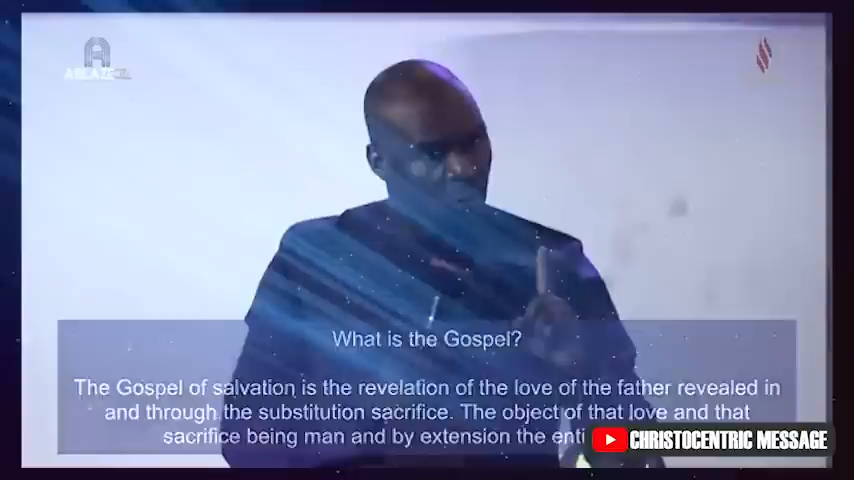 ABLAZE
What is the Gospel?
The Gospel of salvation is the revelation of the love of the father revealed in
and through the substitution sacrifice. The object of that love and that
sacrifice being man and by extension the
CHRISTOCENTRIC MESSAGE